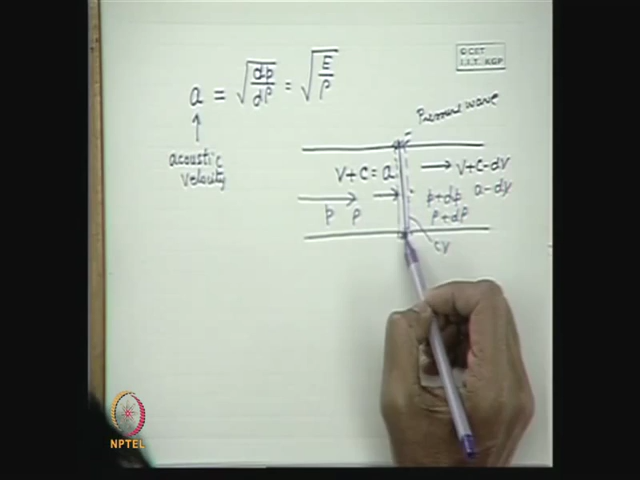 ©CET
I.I.T. KGP
a = √(dp/dρ) = √(E/ρ)
acoustic
velocity
Pressure wave
V+C=a
V+C-dV
a-dV
p ρ
p+dp
ρ+dρ
CV
NPTEL